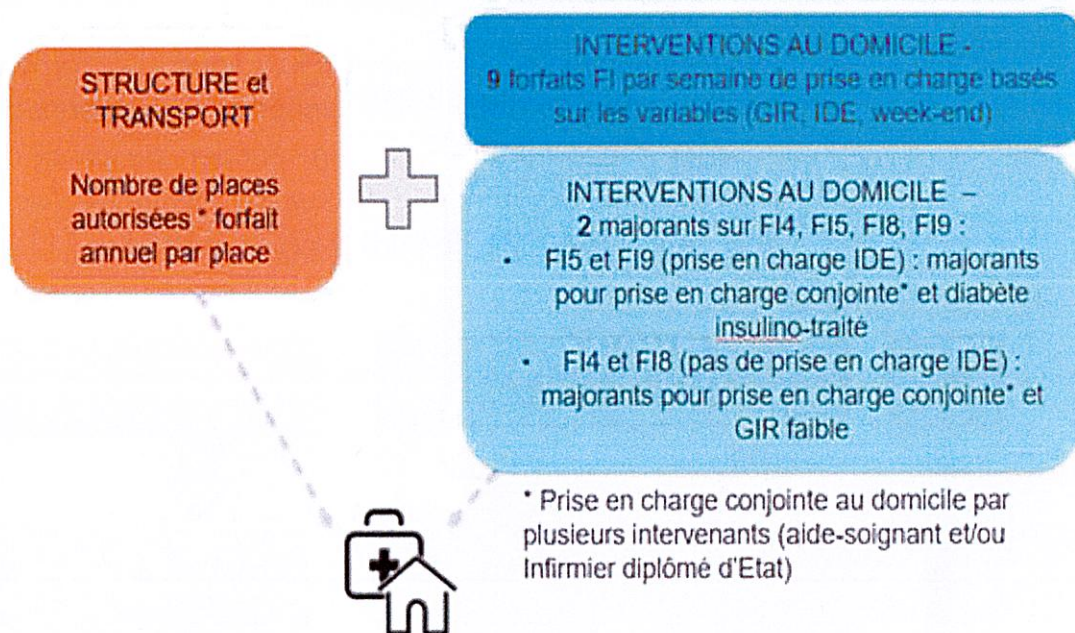 STRUCTURE et
TRANSPORT
Nombre de places
autorisées * forfait
annuel par place
INTERVENTIONS AU DOMICILE -
9 forfaits FI par semaine de prise en charge basés
sur les variables (GIR, IDE, week-end)
INTERVENTIONS AU DOMICILE –
2 majorants sur FI4, FI5, FI8, FI9 :
• FI5 et FI9 (prise en charge IDE) : majorants
pour prise en charge conjointe* et diabète
insulino-traité
• FI4 et FI8 (pas de prise en charge IDE) :
majorants pour prise en charge conjointe* et
GIR faible
* Prise en charge conjointe au domicile par
plusieurs intervenants (aide-soignant et/ou
Infirmier diplômé d'Etat)